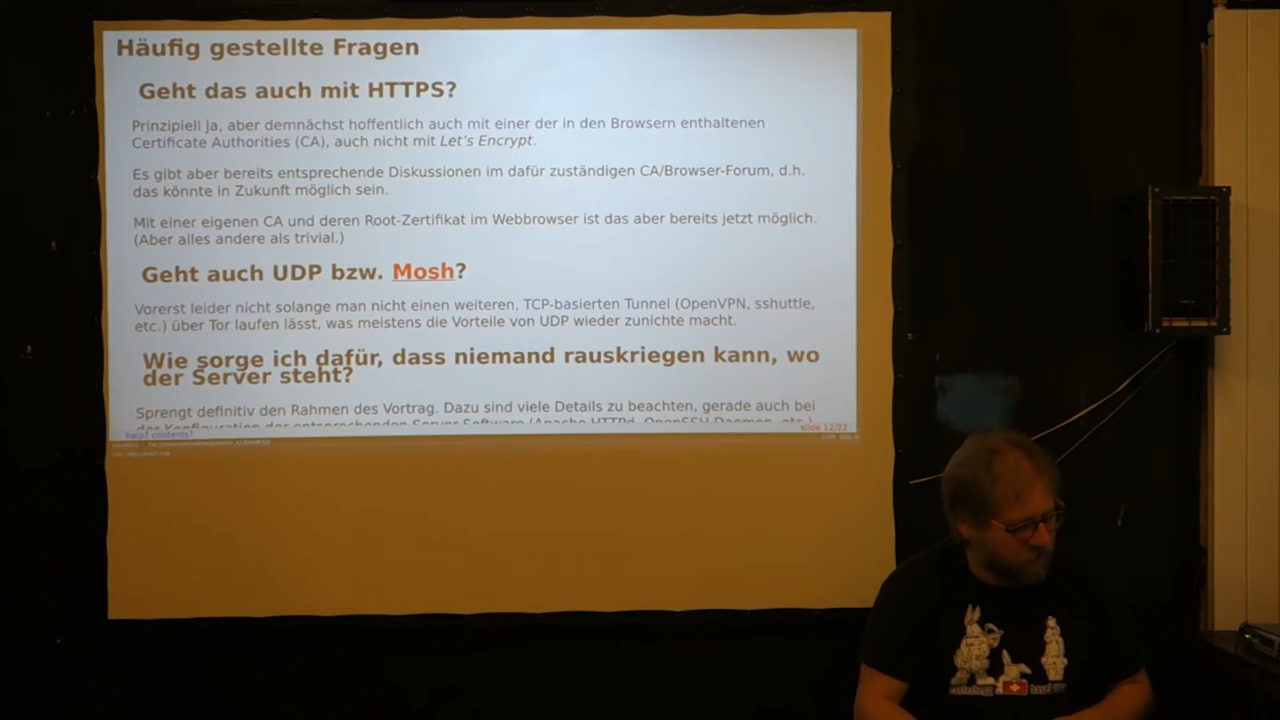 Häufig gestellte Fragen
Geht das auch mit HTTPS?
Prinzipiell ja, aber demnächst hoffentlich auch mit einer der in den Browsern enthaltenen
Certificate Authorities (CA), auch nicht mit Let's Encrypt.
Es gibt aber bereits entsprechende Diskussionen im dafür zuständigen CA/Browser-Forum, d.h.
das könnte in Zukunft möglich sein.
Mit einer eigenen CA und deren Root-Zertifikat im Webbrowser ist das aber bereits jetzt möglich.
(Aber alles andere als trivial.)
Geht auch UDP bzw. Mosh?
Vorerst leider nicht solange man nicht einen weiteren, TCP-basierten Tunnel (OpenVPN, sshuttle,
etc.) über Tor laufen lässt, was meistens die Vorteile von UDP wieder zunichte macht.
Wie sorge ich dafür, dass niemand rauskriegen kann, wo
der Server steht?
Sprengt definitiv den Rahmen des Vortrag. Dazu sind viele Details zu beachten, gerade auch bei
der Konfiguration der entsprechenden Server-Software (Apache HTTPd, OpenSSH Daemon, etc.)
help? contents?
slide 12/22